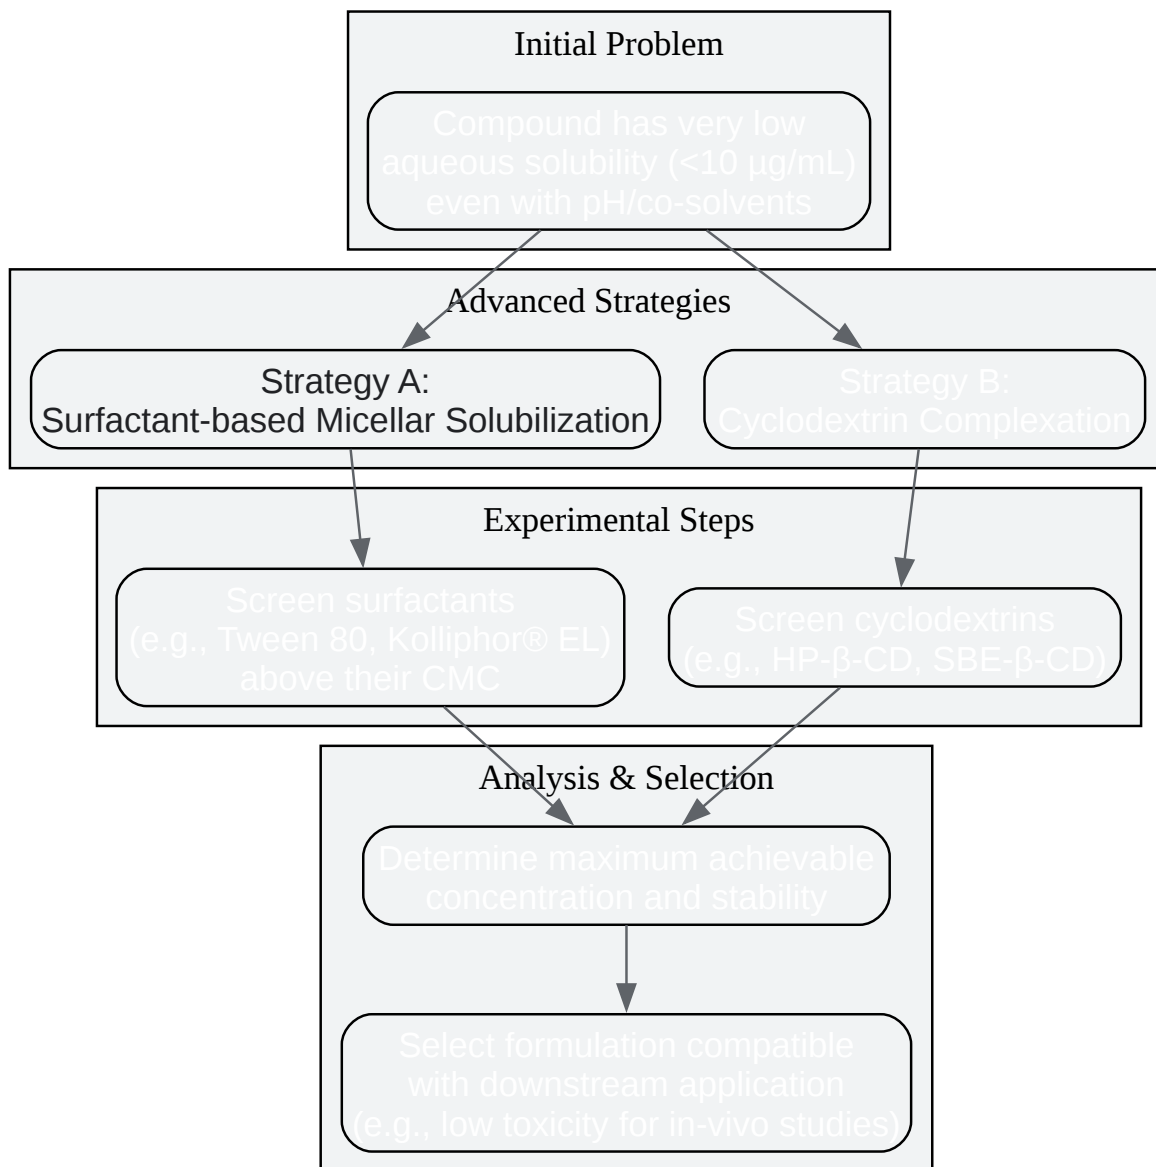 Initial Problem
Compound has very low
aqueous solubility (<10 µg/mL)
even with pH/co-solvents
Advanced Strategies
Strategy A:
Surfactant-based Micellar Solubilization
Strategy B:
Cyclodextrin Complexation
Experimental Steps
Screen surfactants
(e.g., Tween 80, Kolliphor® EL)
above their CMC
Screen cyclodextrins
(e.g., HP-β-CD, SBE-β-CD)
Analysis & Selection
Determine maximum achievable
concentration and stability
Select formulation compatible
with downstream application
(e.g., low toxicity for in-vivo studies)